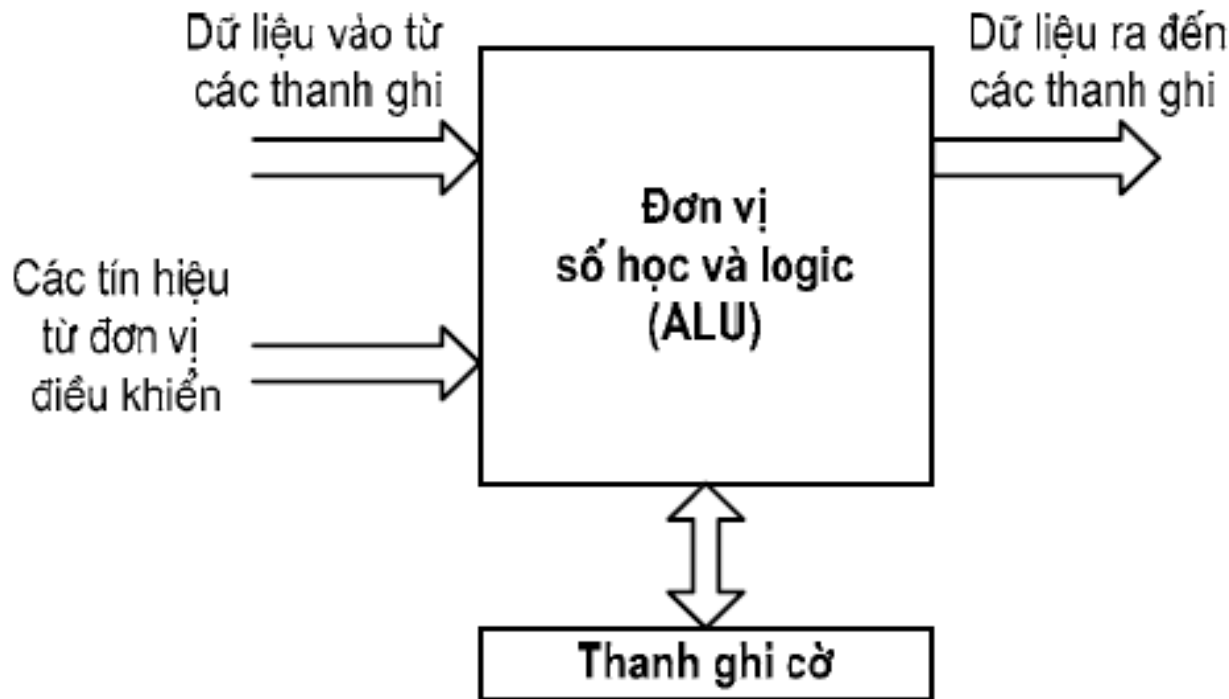 Dữ liệu vào từ
các thanh ghi
Dữ liệu ra đến
các thanh ghi
Đơn vị
số học và logic
(ALU)
Các tín hiệu
từ đơn vị
điều khiển
Thanh ghi cờ